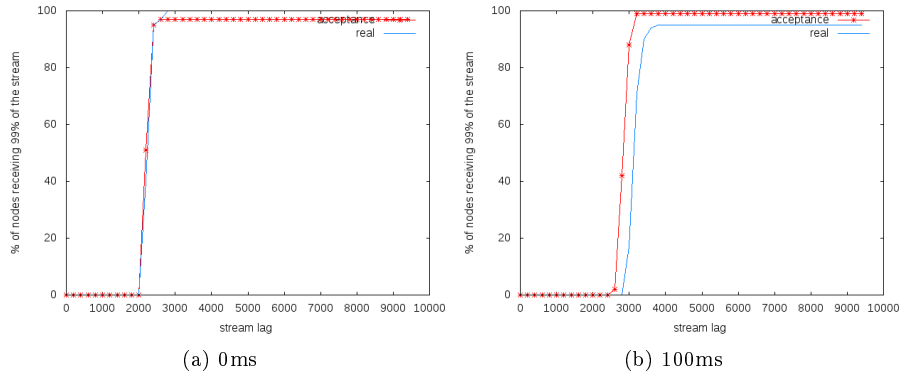 % of nodes receiving 99% of the stream
100
80
60
40
20
0
acceptance
real
0 1000 2000 3000 4000 5000 6000 7000 8000 9000 10000
stream lag
(a) 0ms
% of nodes receiving 99% of the stream
100
80
60
40
20
0
acceptance
real
0 1000 2000 3000 4000 5000 6000 7000 8000 9000 10000
stream lag
(b) 100ms